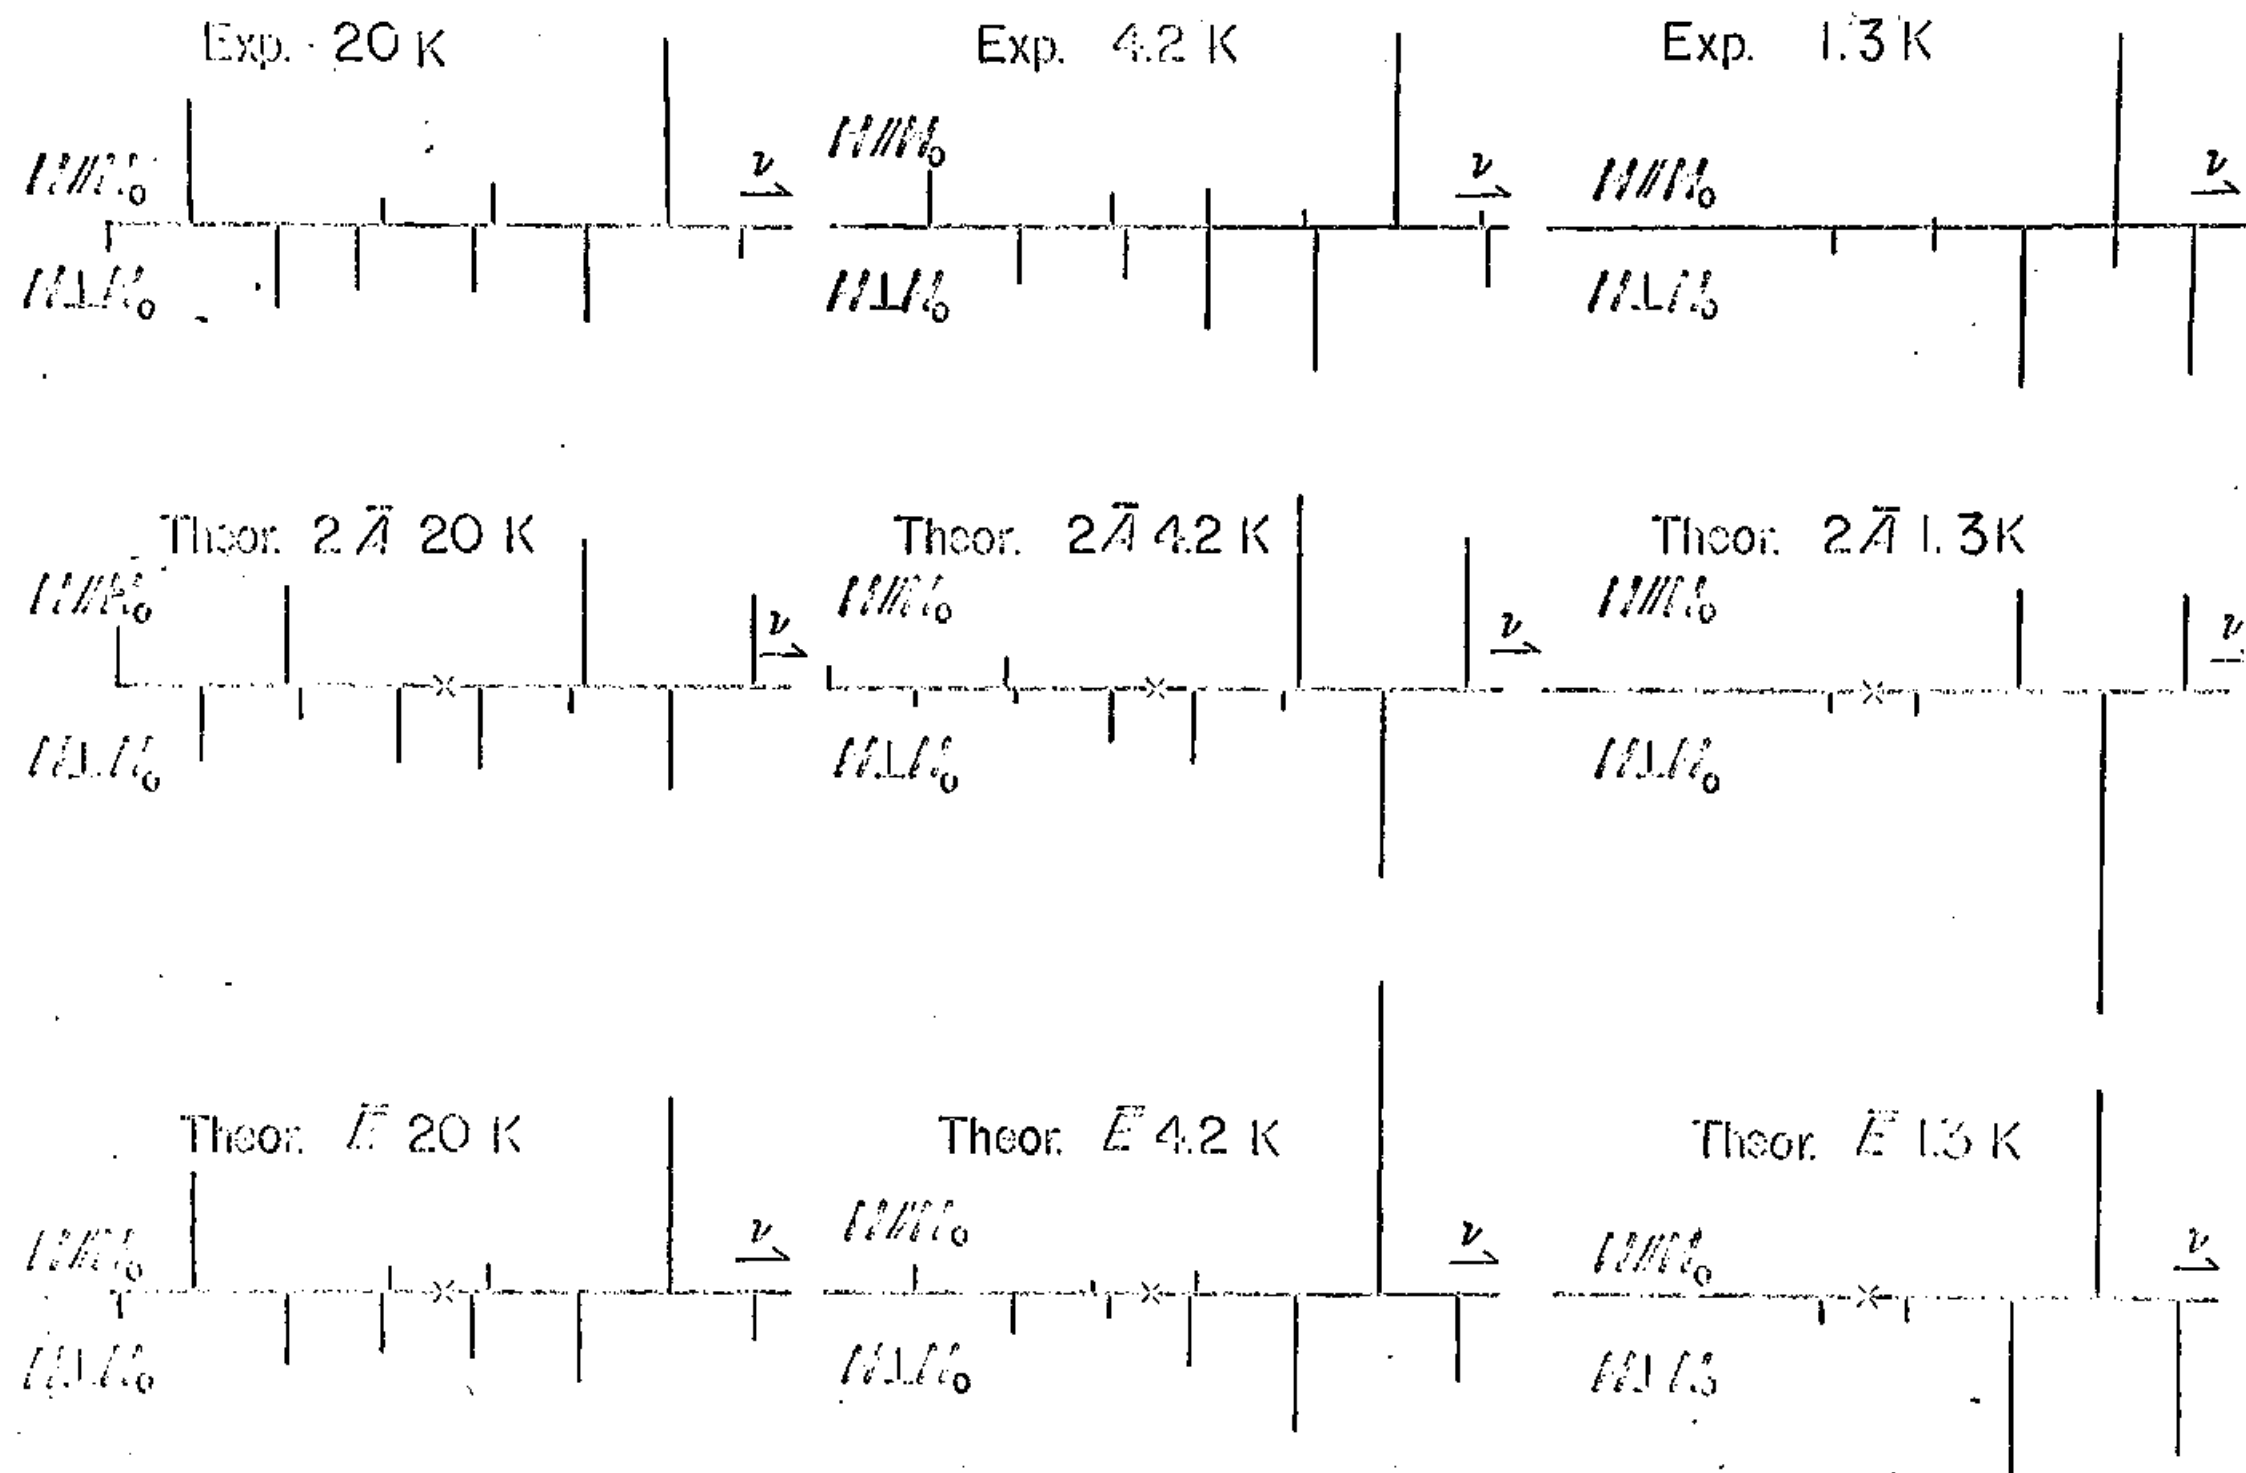 Exp. 20 K
Exp. 4.2 K
Exp. 1.3 K
H//H₀
ν
H//H₀
ν
H//H₀
ν
H⊥H₀
H⊥H₀
H⊥H₀
Theor. 2Ā 20 K
Theor. 2Ā 4.2 K
Theor. 2Ā 1.3 K
H//H₀
ν
H//H₀
ν
H//H₀
ν
H⊥H₀
H⊥H₀
H⊥H₀
Theor. Ē 20 K
Theor. Ē 4.2 K
Theor. Ē 1.3 K
H//H₀
ν
H//H₀
ν
H//H₀
ν
H⊥H₀
H⊥H₀
H⊥H₀